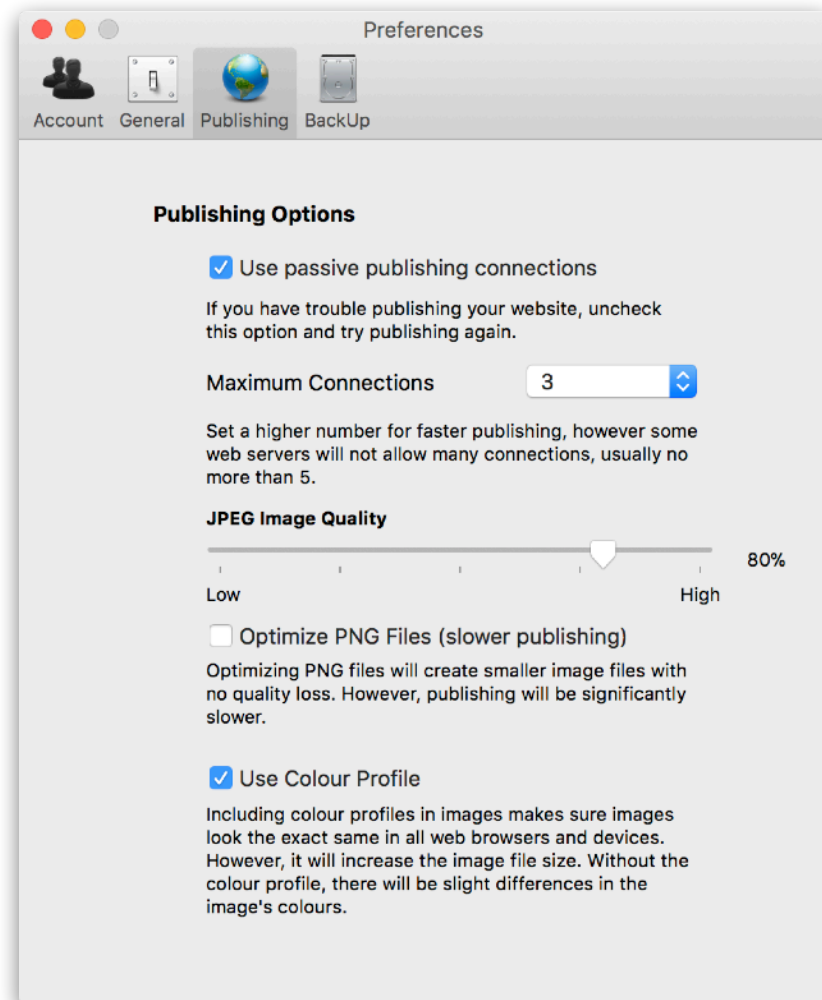 Preferences
Account General Publishing BackUp
Publishing Options
Use passive publishing connections
If you have trouble publishing your website, uncheck
this option and try publishing again.
Maximum Connections 3
Set a higher number for faster publishing, however some
web servers will not allow many connections, usually no
more than 5.
JPEG Image Quality
80%
Low High
Optimize PNG Files (slower publishing)
Optimizing PNG files will create smaller image files with
no quality loss. However, publishing will be significantly
slower.
Use Colour Profile
Including colour profiles in images makes sure images
look the exact same in all web browsers and devices.
However, it will increase the image file size. Without the
colour profile, there will be slight differences in the
image's colours.